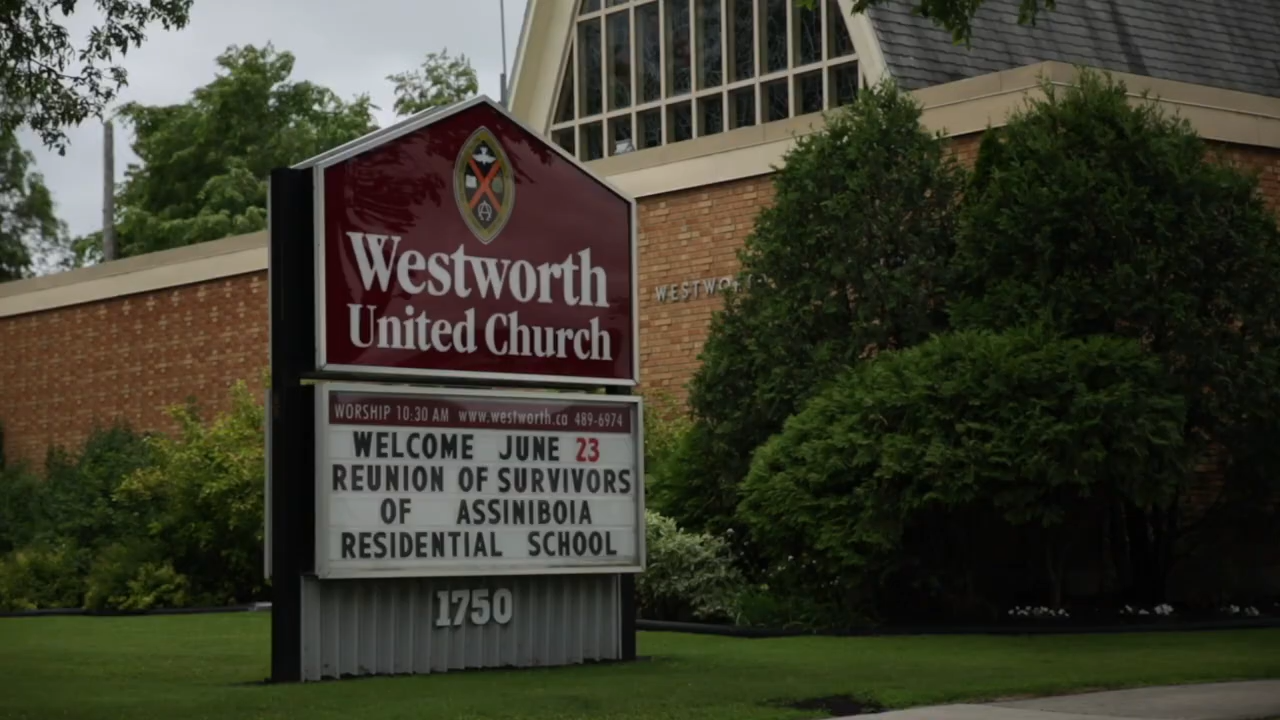 Westworth
United Church
WORSHIP 10:30 AM www.westworth.ca 489-6974
WELCOME JUNE 23
REUNION OF SURVIVORS
OF ASSINIBOIA
RESIDENTIAL SCHOOL
1750
WESTWORT